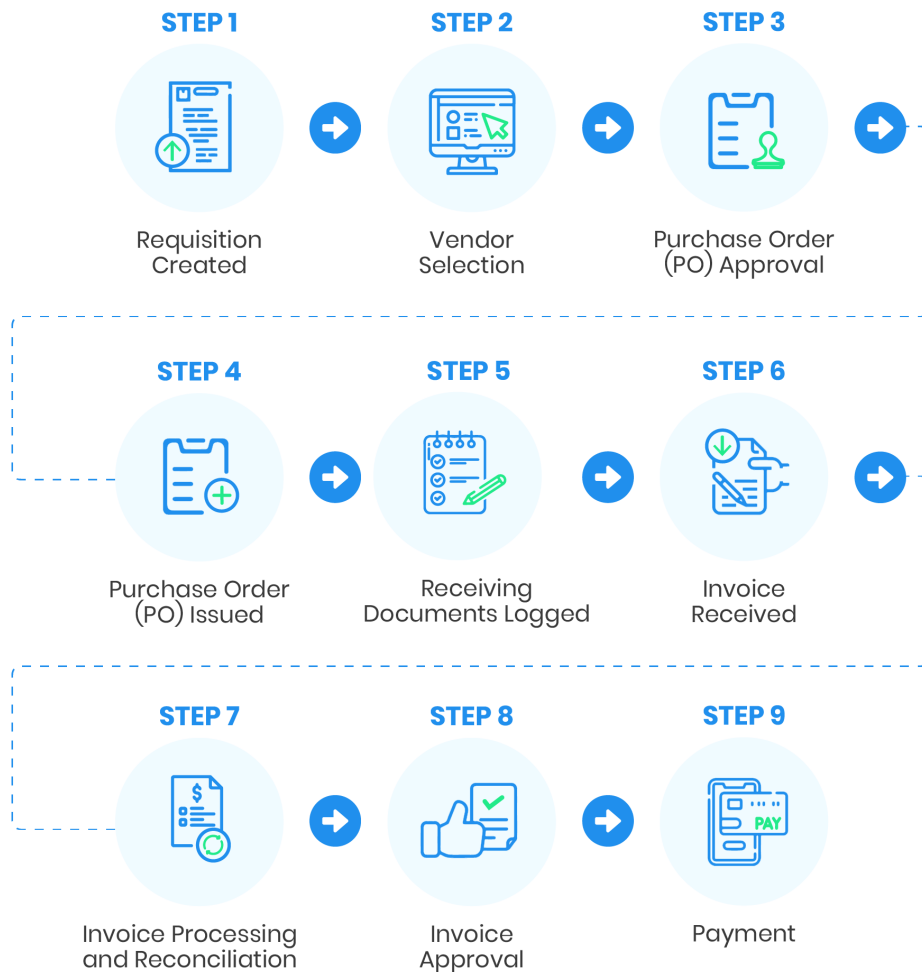 STEP 1
STEP 2
STEP 3
Requisition
Created
Vendor
Selection
Purchase Order
(PO) Approval
STEP 4
STEP 5
STEP 6
Purchase Order
(PO) Issued
Receiving
Documents Logged
Invoice
Received
STEP 7
STEP 8
STEP 9
$
PAY
Invoice Processing
and Reconciliation
Invoice
Approval
Payment